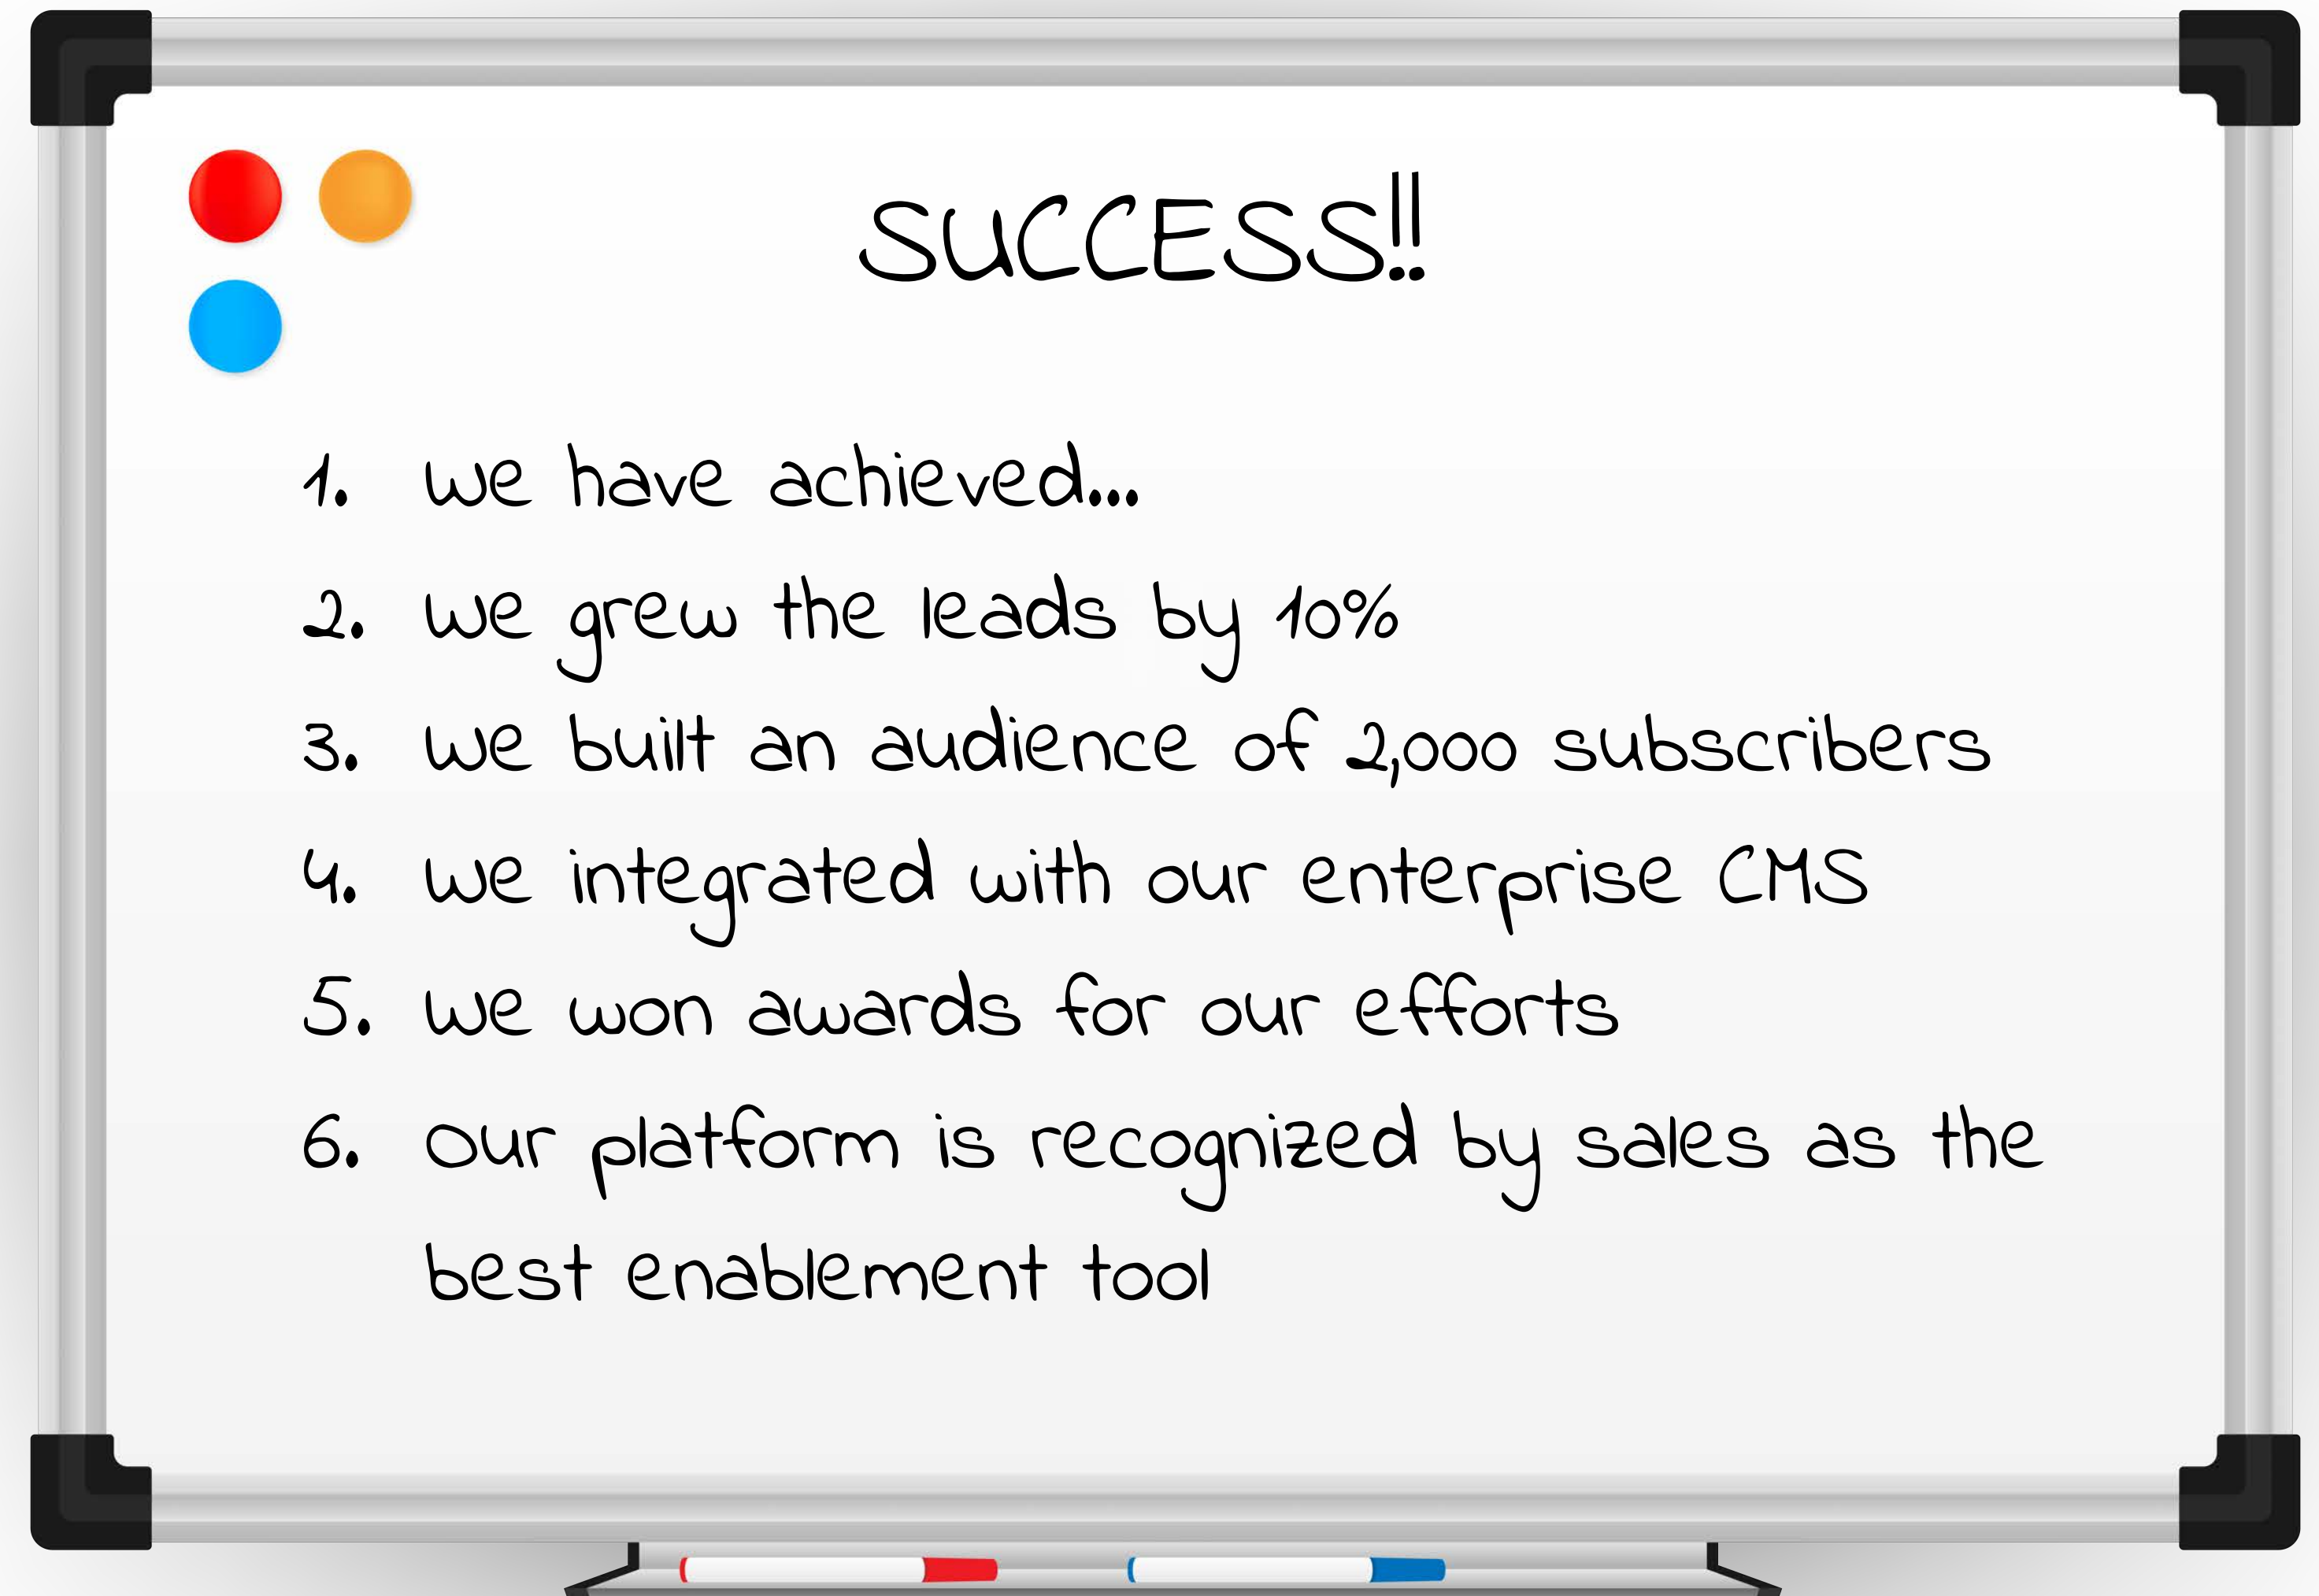 SUCCESS!!
1. We have achieved...
2. We grew the leads by 10%
3. We built an audience of 2,000 subscribers
4. We integrated with our enterprise CMS
5. We won awards for our efforts
6. Our platform is recognized by sales as the
best enablement tool